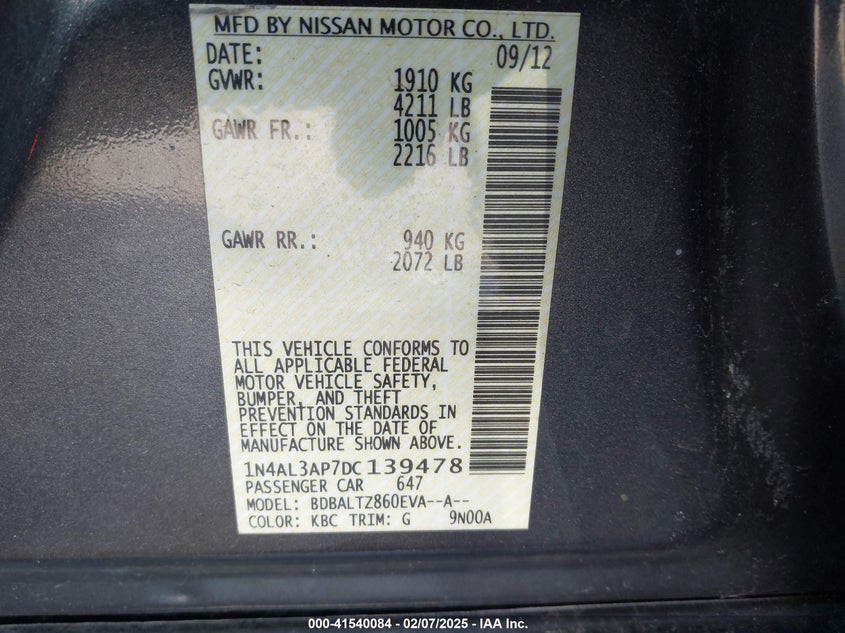 MFD BY NISSAN MOTOR CO., LTD.
DATE: 09/12
GVWR: 1910 KG
4211 LB
GAWR FR.: 1005 KG
2216 LB
GAWR RR.: 940 KG
2072 LB
THIS VEHICLE CONFORMS TO
ALL APPLICABLE FEDERAL
MOTOR VEHICLE SAFETY,
BUMPER, AND THEFT
PREVENTION STANDARDS IN
EFFECT ON THE DATE OF
MANUFACTURE SHOWN ABOVE.
1N4AL3AP7DC139478
PASSENGER CAR 647
MODEL: BDBALTZ860EVA--A--
COLOR: KBC TRIM: G 9N00A
000-41540084 - 02/07/2025 - IAA Inc.